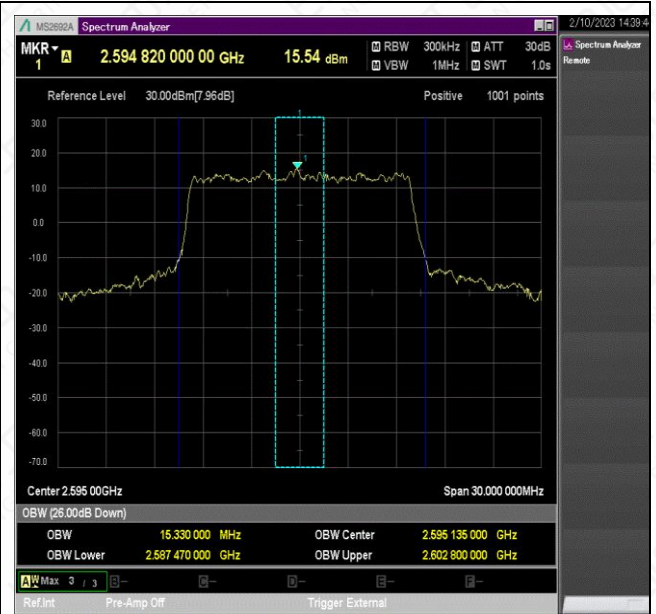 MS2692A Spectrum Analyzer
2/10/2023 14:39:4
MKR 1 A 2.594 820 000 00 GHz 15.54 dBm
M RBW 300kHz M ATT 30dB
M VBW 1MHz M SWT 1.0s
Spectrum Analyzer
Remote
Reference Level 30.00dBm[7.96dB] Positive 1001 points
1
30.0
20.0
1
10.0
0.0
-10.0
-20.0
-30.0
-40.0
-50.0
-60.0
-70.0
Center 2.595 00GHz Span 30.000 000MHz
OBW (26.00dB Down)
OBW 15.330 000 MHz OBW Center 2.595 135 000 GHz
OBW Lower 2.587 470 000 GHz OBW Upper 2.602 800 000 GHz
A W Max 3 / 3 B- C- D- E- F-
Ref.Int Pre-Amp Off Trigger External